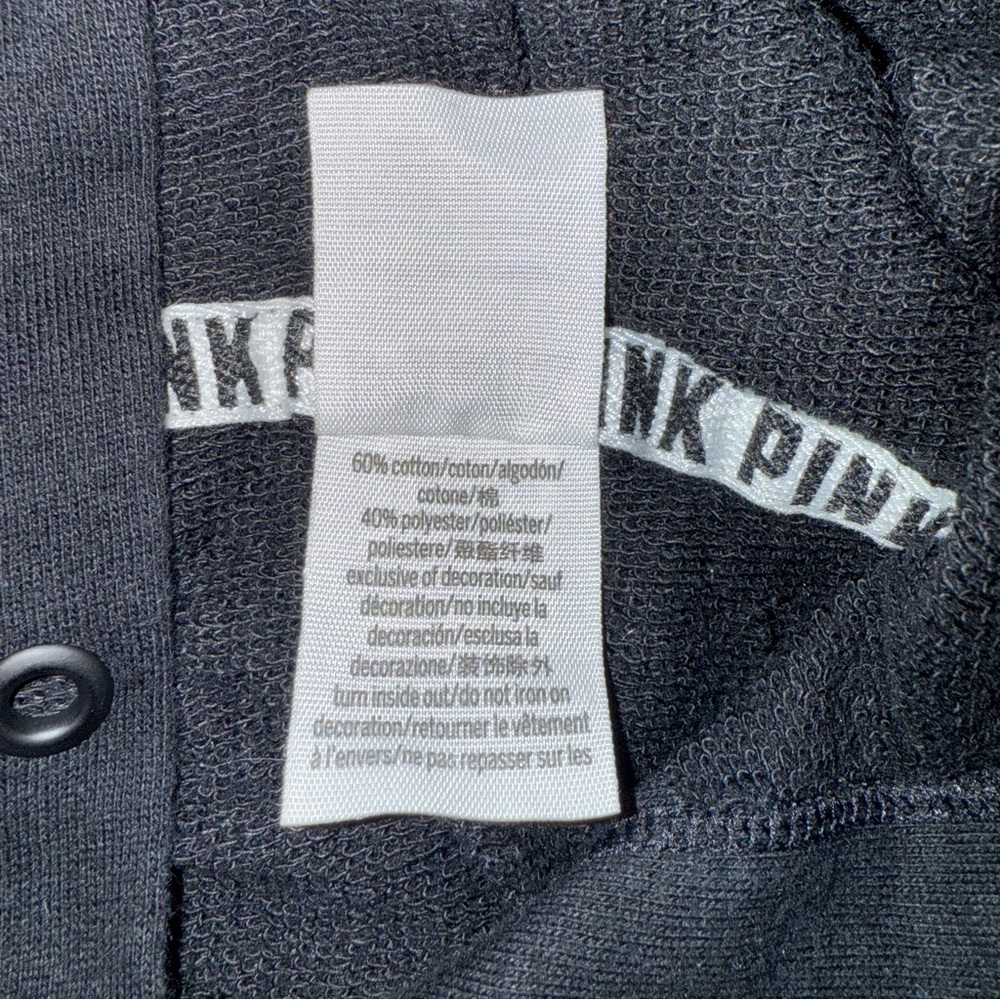 NK P
NK PINK
60% cotton/coton/algodón/
cotone/棉
40% polyester/poliéster/
poliestere/聚酯纤维
exclusive of decoration/sauf
décoration/no incluye la
decoración/esclusa la
decorazione/装饰除外
turn inside out/do not iron on
decoration/retourner le vêtement
à l'envers/ne pas repasser sur les